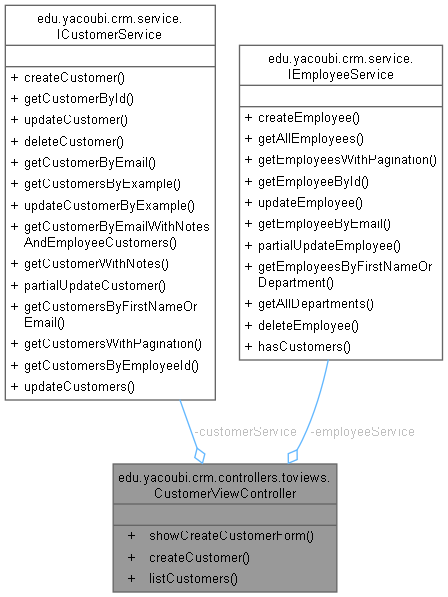 edu.yacoubi.crm.service.
ICustomerService
+ createCustomer()
+ getCustomerById()
+ updateCustomer()
+ deleteCustomer()
+ getCustomerByEmail()
+ getCustomersByExample()
+ updateCustomerByExample()
+ getCustomerByEmailWithNotes
AndEmployeeCustomers()
+ getCustomerWithNotes()
+ partialUpdateCustomer()
+ getCustomersByFirstNameOr
Email()
+ getCustomersWithPagination()
+ getCustomersByEmployeeId()
+ updateCustomers()
edu.yacoubi.crm.service.
IEmployeeService
+ createEmployee()
+ getAllEmployees()
+ getEmployeesWithPagination()
+ getEmployeeById()
+ updateEmployee()
+ getEmployeeByEmail()
+ partialUpdateEmployee()
+ getEmployeesByFirstNameOr
Department()
+ getAllDepartments()
+ deleteEmployee()
+ hasCustomers()
-customerService
-employeeService
edu.yacoubi.crm.controllers.toviews.
CustomerViewController
+ showCreateCustomerForm()
+ createCustomer()
+ listCustomers()